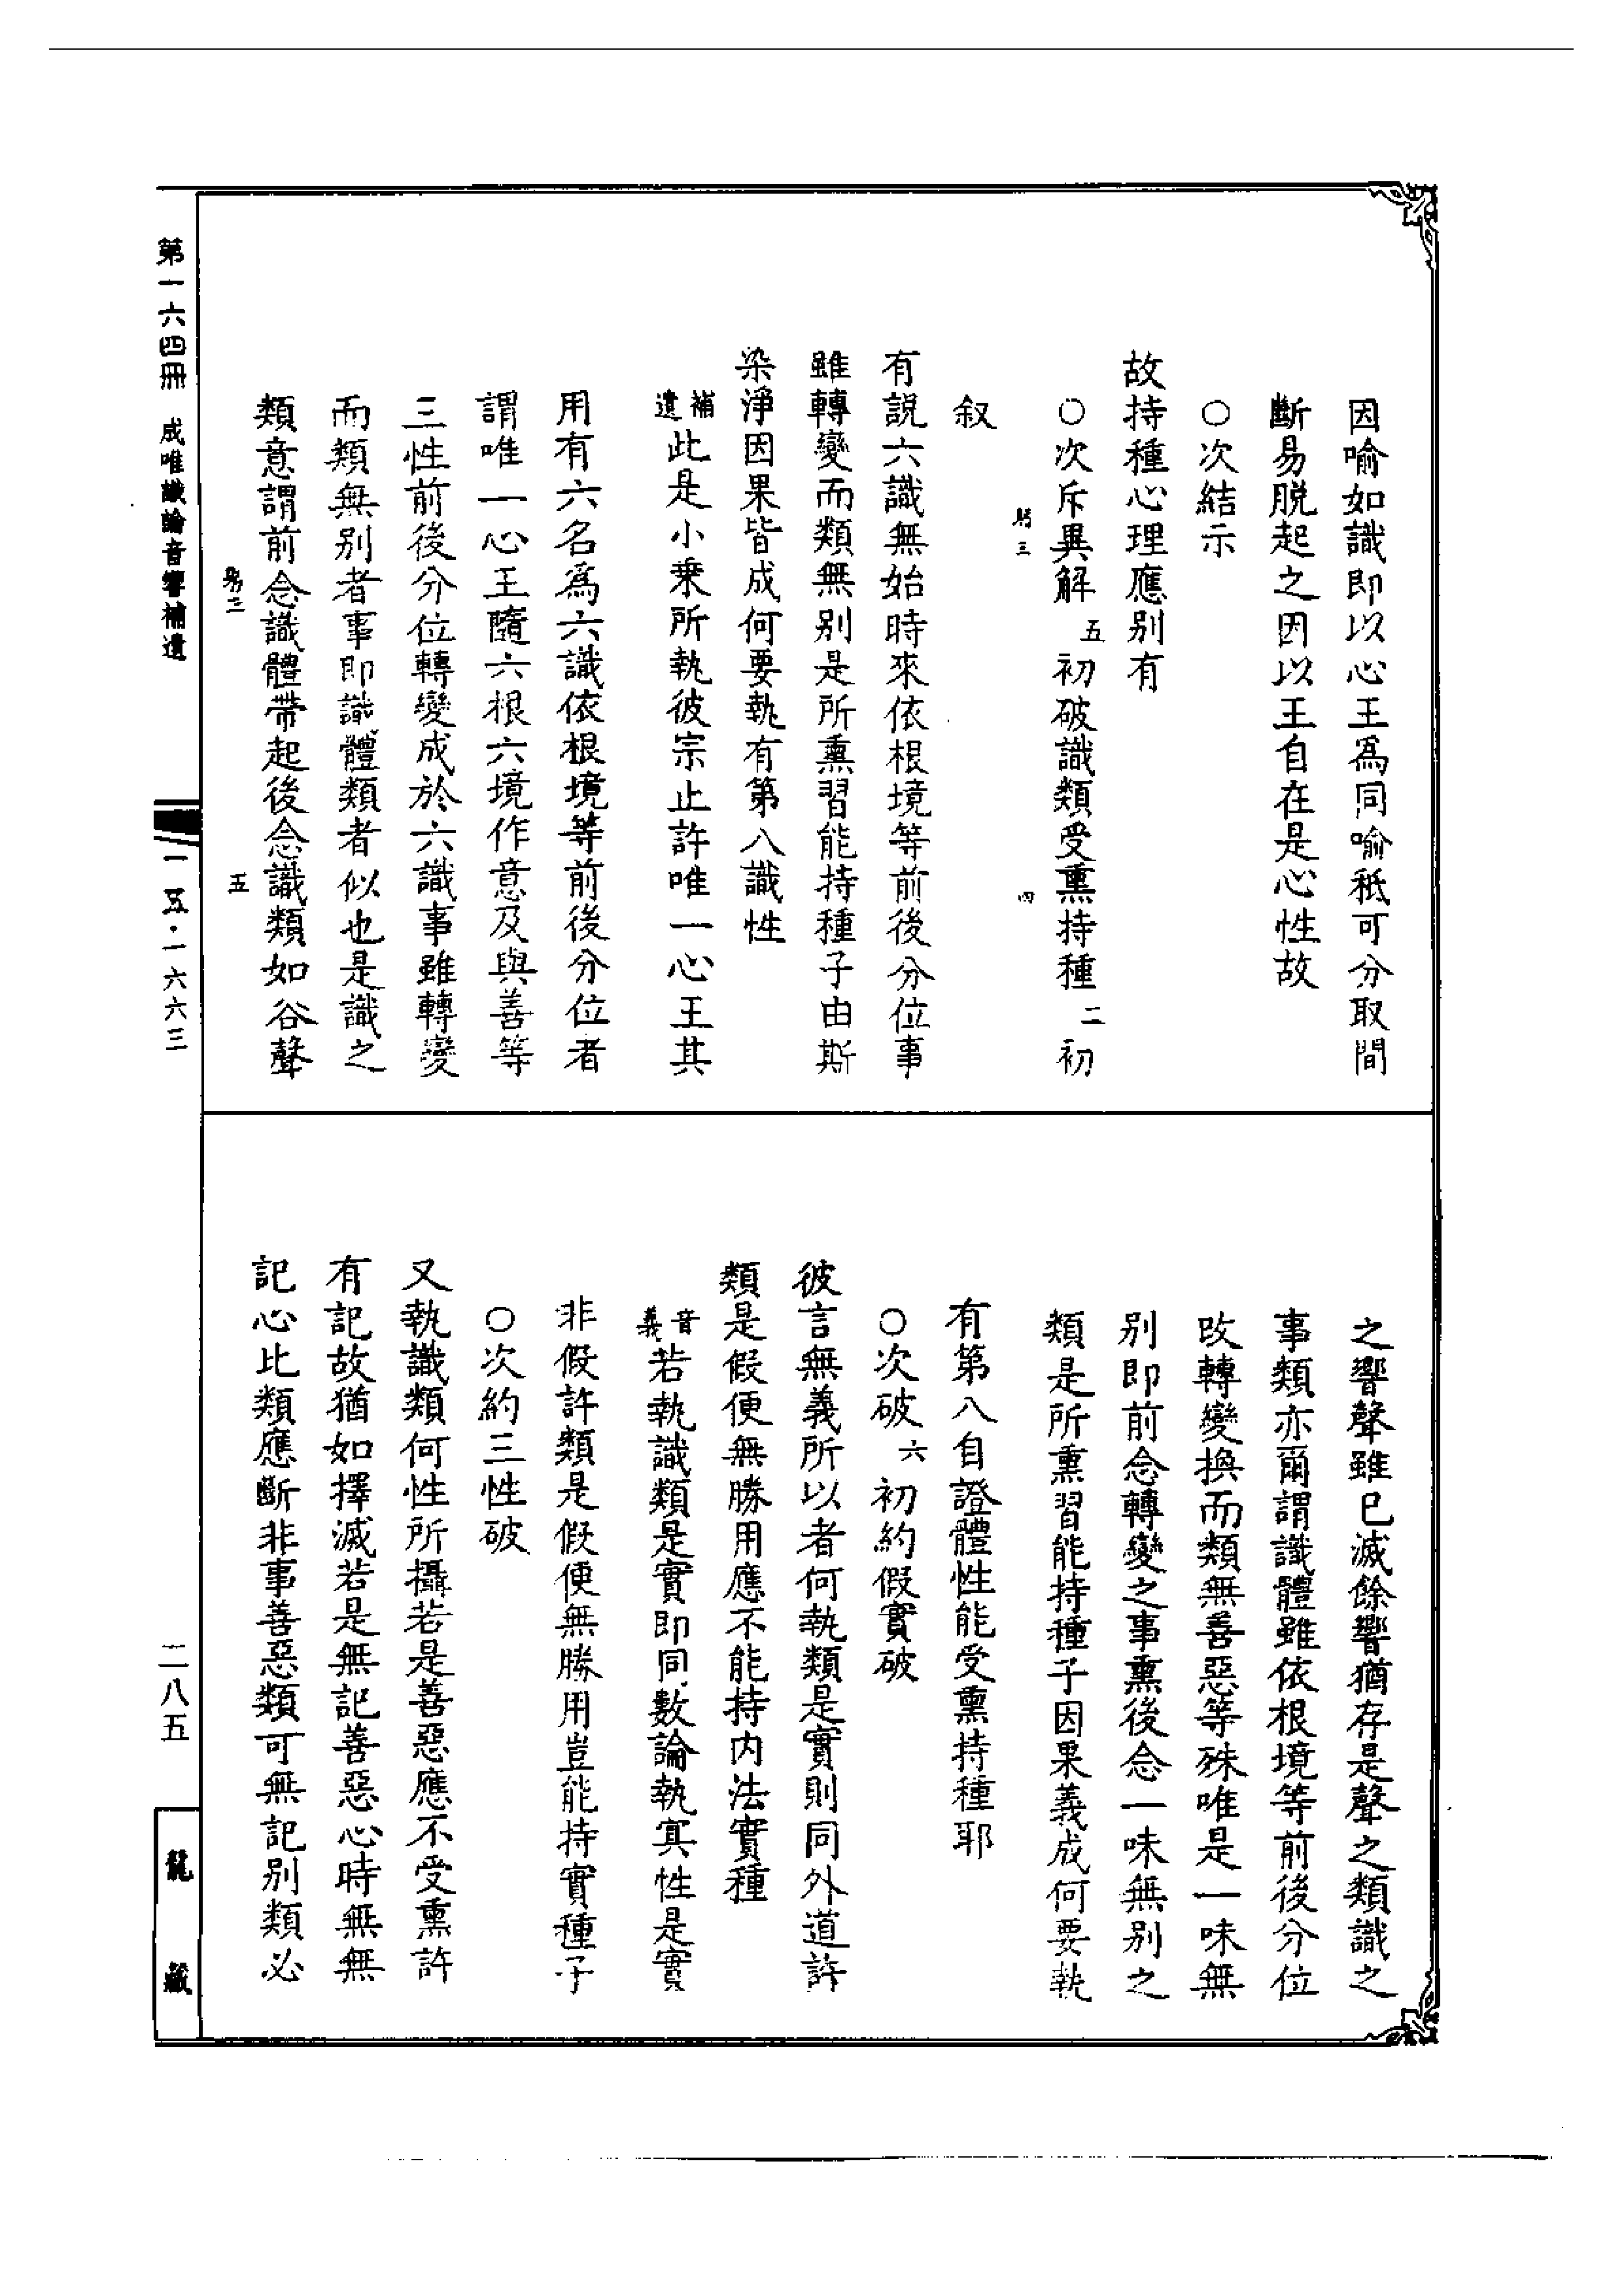 因喻如識即以心王為同喻秖可分取間
斷易脫起之因以王自在是心性故
○次結示
故持種心理應別有
○次斥異解五初破識類受熏持種二初
四
叙
有說六識無始時來依根境等前後分位事
雖轉變而類無別是所熏習能持種子由斯
染淨因果皆成何要執有第八識性
補遺此是小乗所執彼宗止許唯一心王其
用有六名為六識依根境等前後分位者
謂唯一心王隨六根六境作意及與善等
三性前後分位轉變成於六識事雖轉變
而類無別者事即識體類者似也是識之
類意謂前念識體帶起後念識類如谷聲
五
之響聲雖已滅餘響猶存是聲之類識之
事類亦爾謂識體雖依根境等前後分位
改轉變換而類無善惡等殊唯是一味無
別即前念轉變之事熏後念一味無別之
類是所熏習能持種子因果義成何要執
有第八自證體性能受熏持種耶
○次破六初約假實破
彼言無義所以者何執類是實則同外道許
類是假便無勝用應不能持內法實種
音義若執識類是實即同數論執冥性是實
非假許類是假便無勝用豈能持實種子
○次約三性破
又執識類何性所攝若是善惡應不受熏許
有記故猶如擇滅若是無記善惡心時無無
記心比類應斷非事善惡類可無記別類必
第一六四冊 成唯識論音響補遺
一五·一六六三
二八五
龍藏